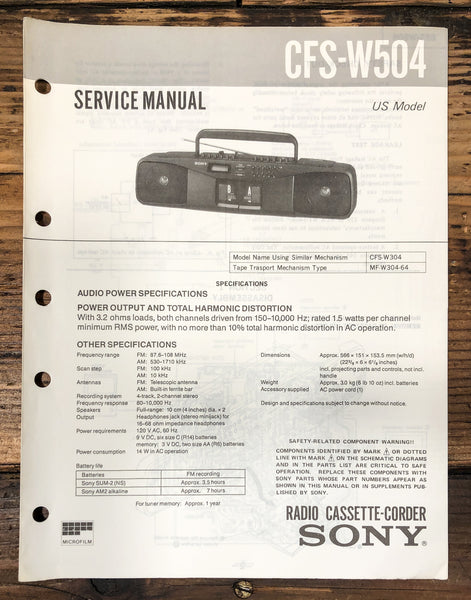 CFS-W504
SERVICE MANUAL
US Model
SONY
B A
Model Name Using Similar Mechanism CFS-W304
Tape Trasport Mechanism Type MF-W304-64
SPECIFICATIONS
AUDIO POWER SPECIFICATIONS
POWER OUTPUT AND TOTAL HARMONIC DISTORTION
With 3.2 ohms loads, both channels driven from 150–10,000 Hz; rated 1.5 watts per channel
minimum RMS power, with no more than 10% total harmonic distortion in AC operation.
OTHER SPECIFICATIONS
Frequency range FM: 87.6–108 MHz
AM: 530–1710 kHz
Scan step FM: 100 kHz
AM: 10 kHz
Antennas FM: Telescopic antenna
AM: Built-in ferrite bar
Recording system 4-track, 2-channel stereo
Frequency response 80–10,000 Hz
Speakers Full-range: 10 cm (4 inches) dia. × 2
Output Headphones jack (stereo minijack) for
16–68 ohm impedance headphones
Power requirements 120 V AC, 60 Hz
9 V DC, six size C (R14) batteries
memory: 3 V DC, two size AA (R6) batteries
Power consumption 14 W in AC operation
Dimensions Approx. 566 × 151 × 153.5 mm (w/h/d)
incl. projecting parts and controls, not incl.
handle
Weight Approx. 3.0 kg (6 lb 10 oz) incl. batteries
Accessory supplied AC power cord (1)
Design and specifications subject to change without notice.
Battery life
Batteries FM recording
Sony SUM-2 (NS) Approx. 3.5 hours
Sony AM2 alkaline Approx. 7 hours
For tuner memory: Approx. 1 year
SAFETY-RELATED COMPONENT WARNING!!
COMPONENTS IDENTIFIED BY MARK ⚠ OR DOTTED
LINE WITH MARK ⚠ ON THE SCHEMATIC DIAGRAMS
AND IN THE PARTS LIST ARE CRITICAL TO SAFE
OPERATION. REPLACE THESE COMPONENTS WITH
SONY PARTS WHOSE PART NUMBERS APPEAR AS
SHOWN IN THIS MANUAL OR IN SUPPLEMENTS PUB-
LISHED BY SONY.
MICROFILM
RADIO CASSETTE-CORDER
SONY®